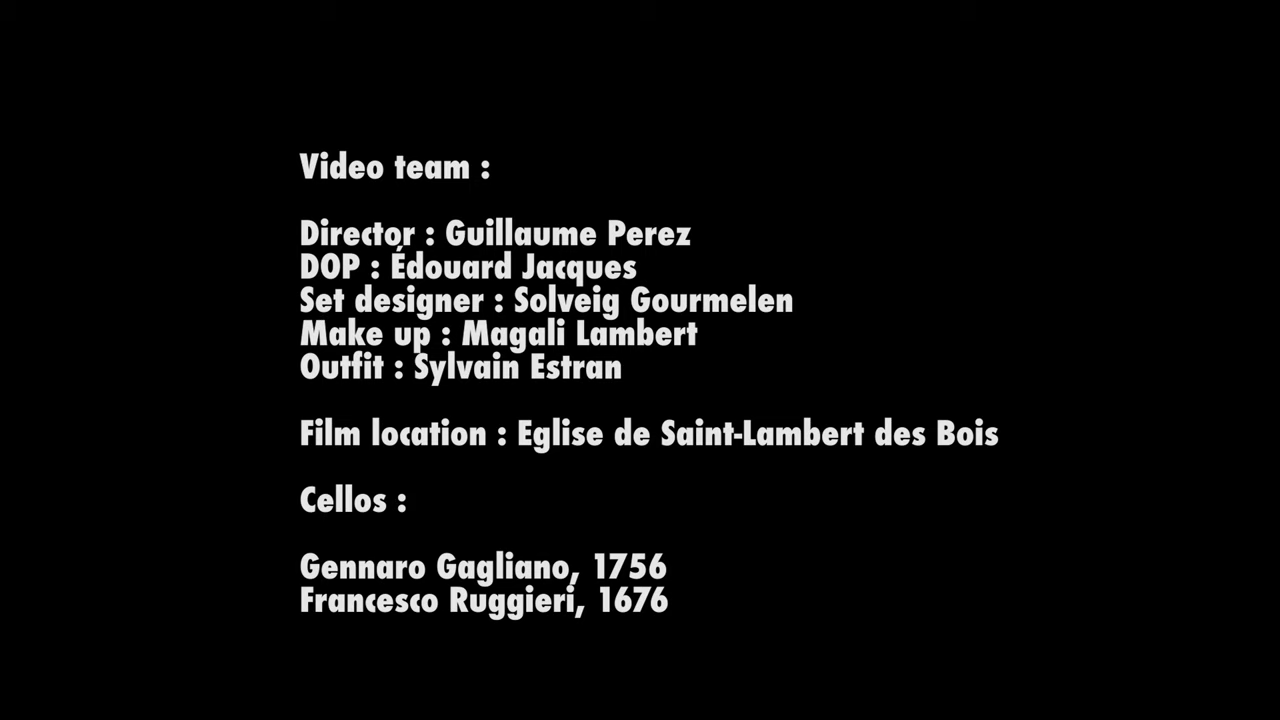 Video team :
Director : Guillaume Perez
DOP : Édouard Jacques
Set designer : Solveig Gourmelen
Make up : Magali Lambert
Outfit : Sylvain Estran
Film location : Eglise de Saint-Lambert des Bois
Cellos :
Gennaro Gagliano, 1756
Francesco Ruggieri, 1676